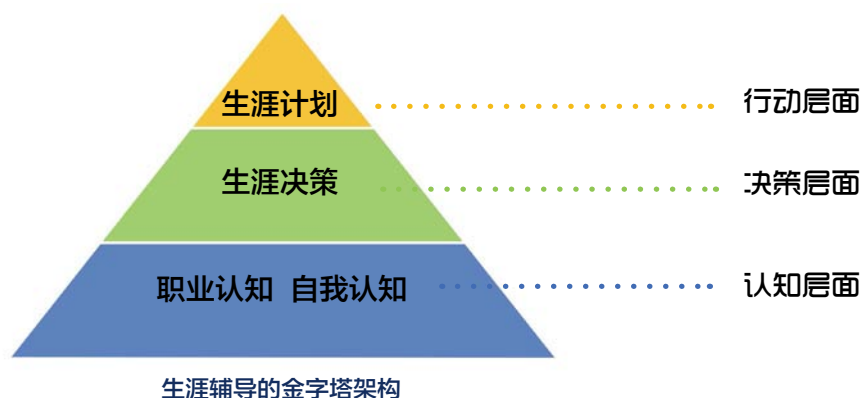 生涯计划 行动层面
生涯决策 决策层面
职业认知 自我认知 认知层面
生涯辅导的金字塔架构